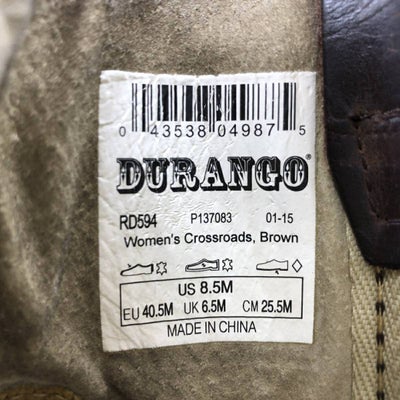 0 43538 04987 5
DURANGO®
RD594 P137083 01-15
Women's Crossroads, Brown
US 8.5M
EU 40.5M UK 6.5M CM 25.5M
MADE IN CHINA